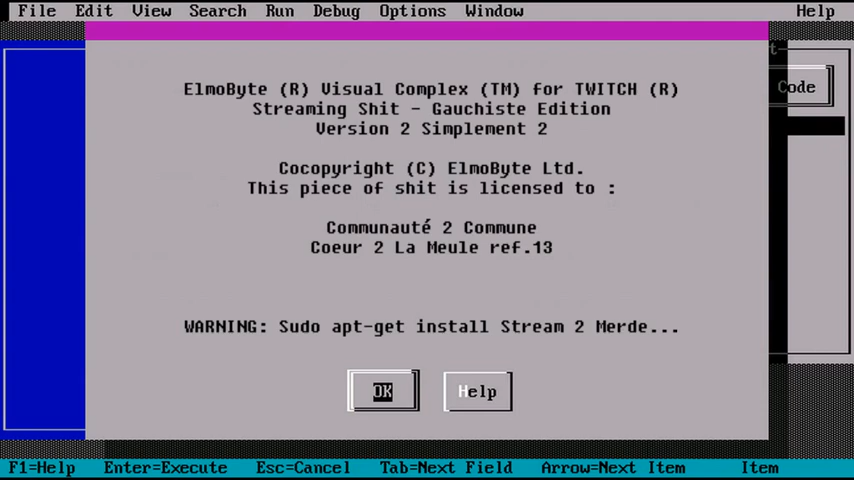 File Edit View Search Run Debug Options Window Help
ElmoByte (R) Visual Complex (TM) for TWITCH (R)
Streaming Shit - Gauchiste Edition
Version 2 Simplement 2
Code
Cocopyright (C) ElmoByte Ltd.
This piece of shit is licensed to :
Communauté 2 Commune
Coeur 2 La Meule ref.13
WARNING: Sudo apt-get install Stream 2 Merde...
OK Help
F1=Help Enter=Execute Esc=Cancel Tab=Next Field Arrow=Next Item Item